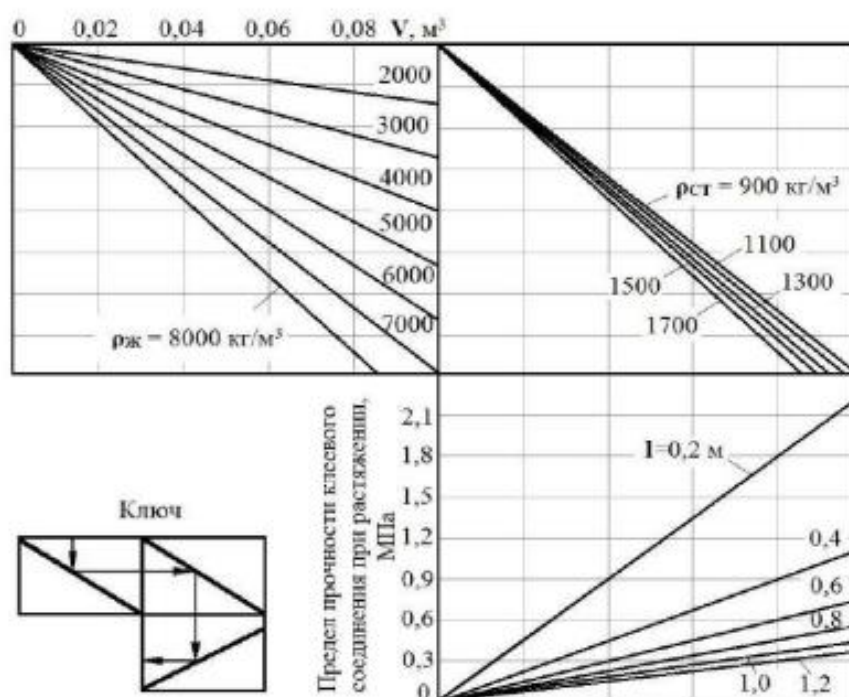 0 0,02 0,04 0,06 0,08 V, м³
2000
3000
4000
5000
6000
7000
ρж = 8000 кг/м³
ρст = 900 кг/м³
1100
1500 1300
1700
Ключ
Предел прочности клеевого
соединения при растяжении,
МПа
2,1
1,8
1,5
1,2
0,9
0,6
0,3
0
l=0,2 м
0,4
0,6
0,8
1,0 1,2